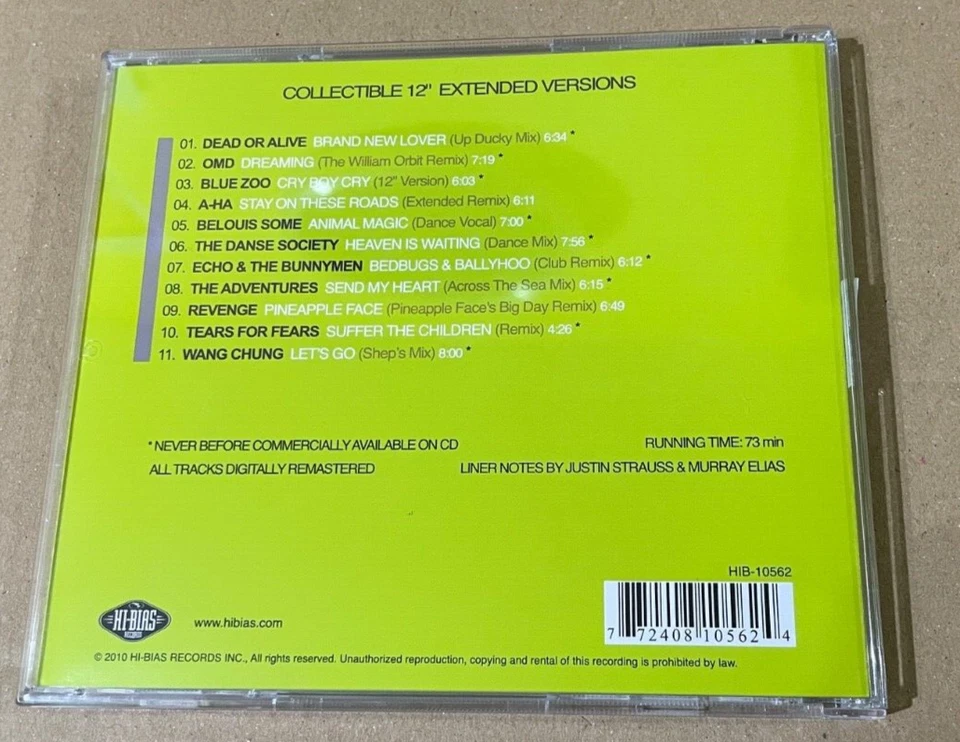 COLLECTIBLE 12" EXTENDED VERSIONS
01. DEAD OR ALIVE BRAND NEW LOVER (Up Ducky Mix) 6:34 *
02. OMD DREAMING (The William Orbit Remix) 7:19 *
03. BLUE ZOO CRY BOY CRY (12" Version) 6:03 *
04. A-HA STAY ON THESE ROADS (Extended Remix) 6:11
05. BELOUIS SOME ANIMAL MAGIC (Dance Vocal) 7:00 *
06. THE DANSE SOCIETY HEAVEN IS WAITING (Dance Mix) 7:56 *
07. ECHO & THE BUNNYMEN BEDBUGS & BALLYHOO (Club Remix) 6:12 *
08. THE ADVENTURES SEND MY HEART (Across The Sea Mix) 6:15 *
09. REVENGE PINEAPPLE FACE (Pineapple Face's Big Day Remix) 6:49
10. TEARS FOR FEARS SUFFER THE CHILDREN (Remix) 4:26 *
11. WANG CHUNG LET'S GO (Shep's Mix) 8:00 *
* NEVER BEFORE COMMERCIALLY AVAILABLE ON CD
RUNNING TIME: 73 min
ALL TRACKS DIGITALLY REMASTERED
LINER NOTES BY JUSTIN STRAUSS & MURRAY ELIAS
HIB-10562
7 72408 10562 4
HI-BIAS
RECORDS
www.hibias.com
© 2010 HI-BIAS RECORDS INC., All rights reserved. Unauthorized reproduction, copying and rental of this recording is prohibited by law.